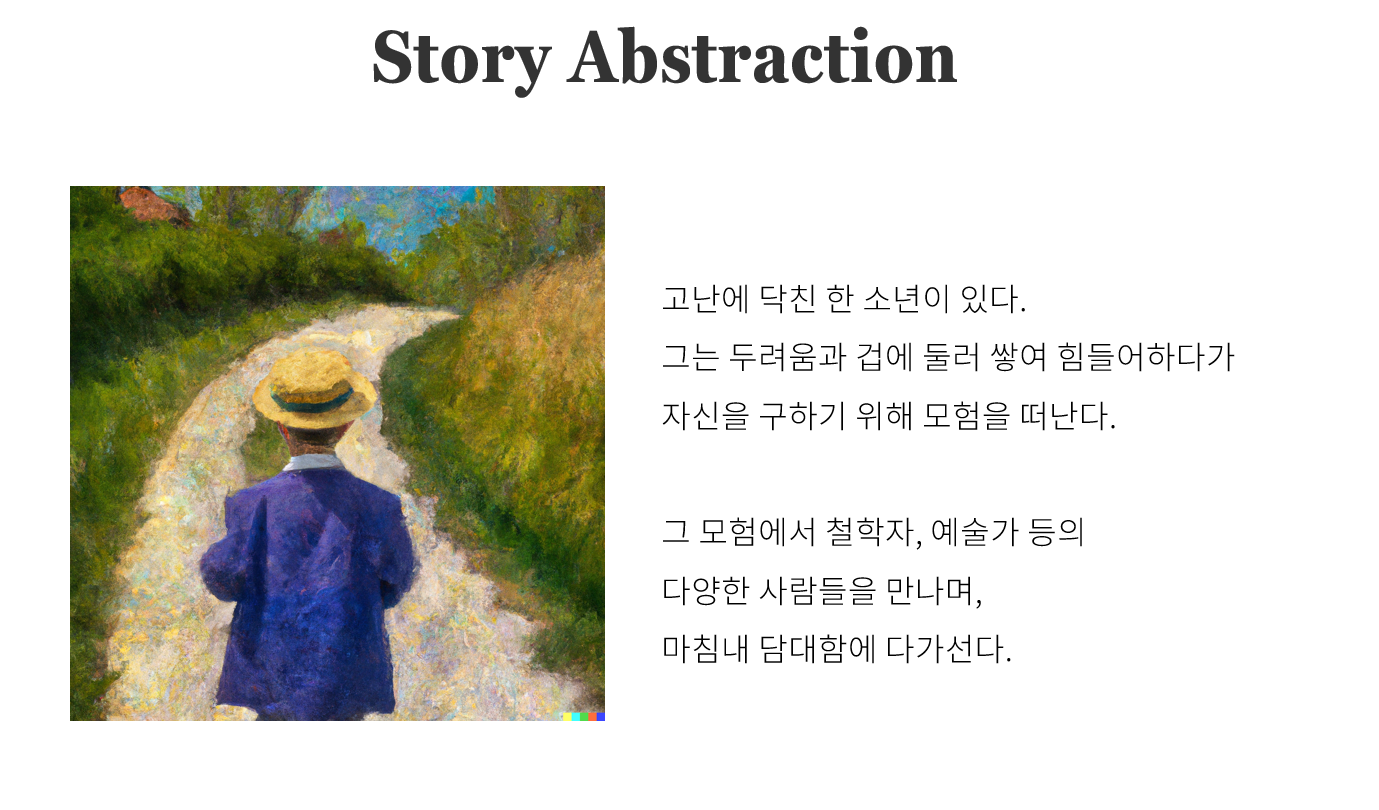 Story Abstraction
고난에 닥친 한 소년이 있다.
그는 두려움과 겁에 둘러 쌓여 힘들어하다가
자신을 구하기 위해 모험을 떠난다.
그 모험에서 철학자, 예술가 등의
다양한 사람들을 만나며,
마침내 담대함에 다가선다.